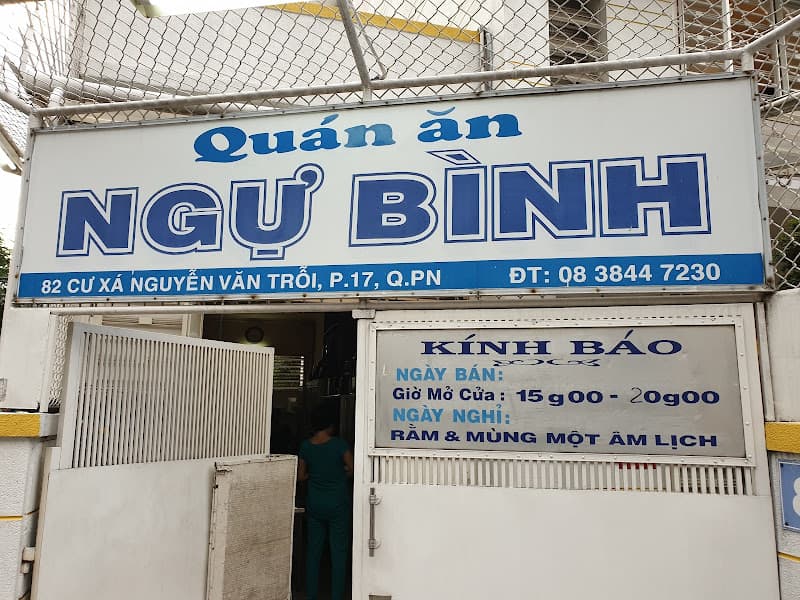 Quán ăn
NGỰ BÌNH
82 CƯ XÁ NGUYỄN VĂN TRỖI, P.17, Q.PN ĐT: 08 3844 7230
KÍNH BÁO
NGÀY BÁN:
Giờ Mở Cửa: 15g00 - 20g00
NGÀY NGHỈ:
RẰM & MÙNG MỘT ÂM LỊCH